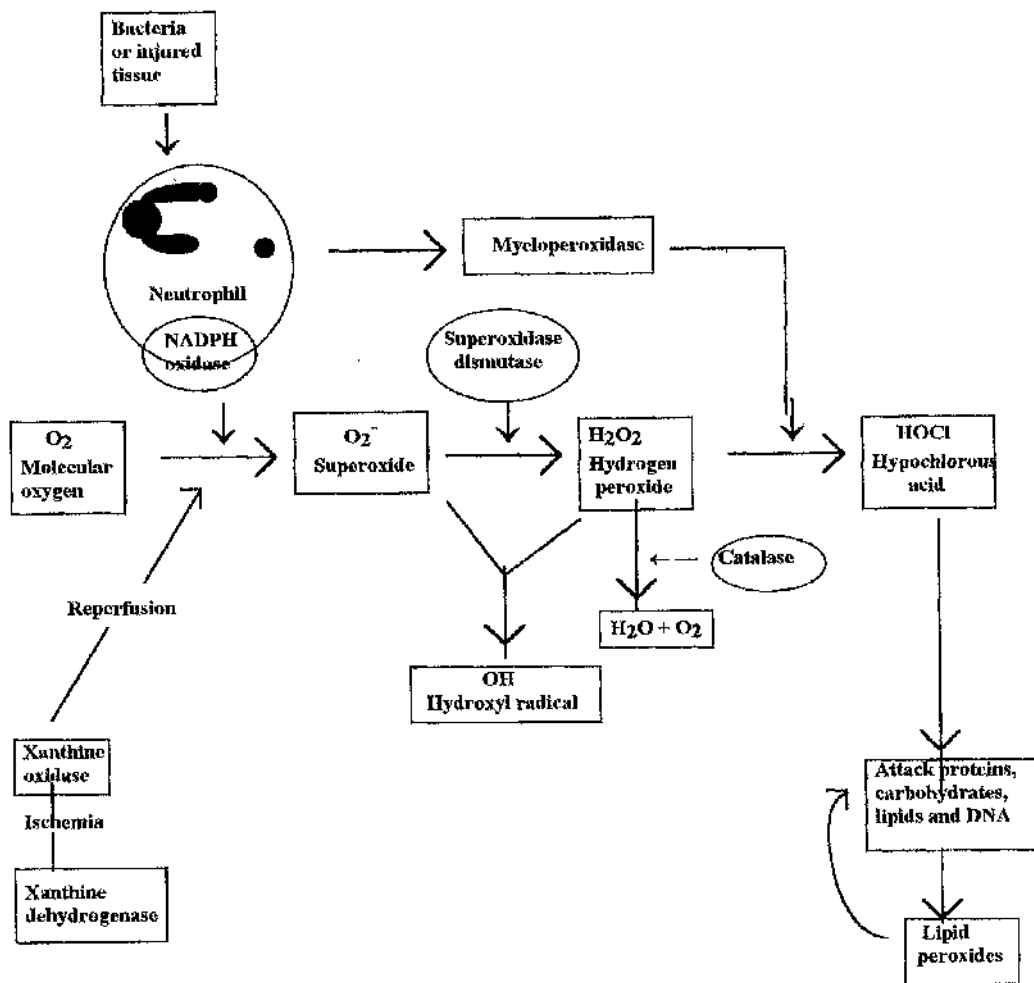 Bacteria
or injured
tissue
Mycloperoxidase
Neutrophil
NADPH
oxidase
Superoxidase
dismutase
O2
Molecular
oxygen
O2-
Superoxide
H2O2
Hydrogen
peroxide
HOCl
Hypochlorous
acid
Catalase
Reperfusion
H2O + O2
OH
Hydroxyl radical
Xanthine
oxidase
Ischemia
Xanthine
dehydrogenase
Attack proteins,
carbohydrates,
lipids and DNA
Lipid
peroxides